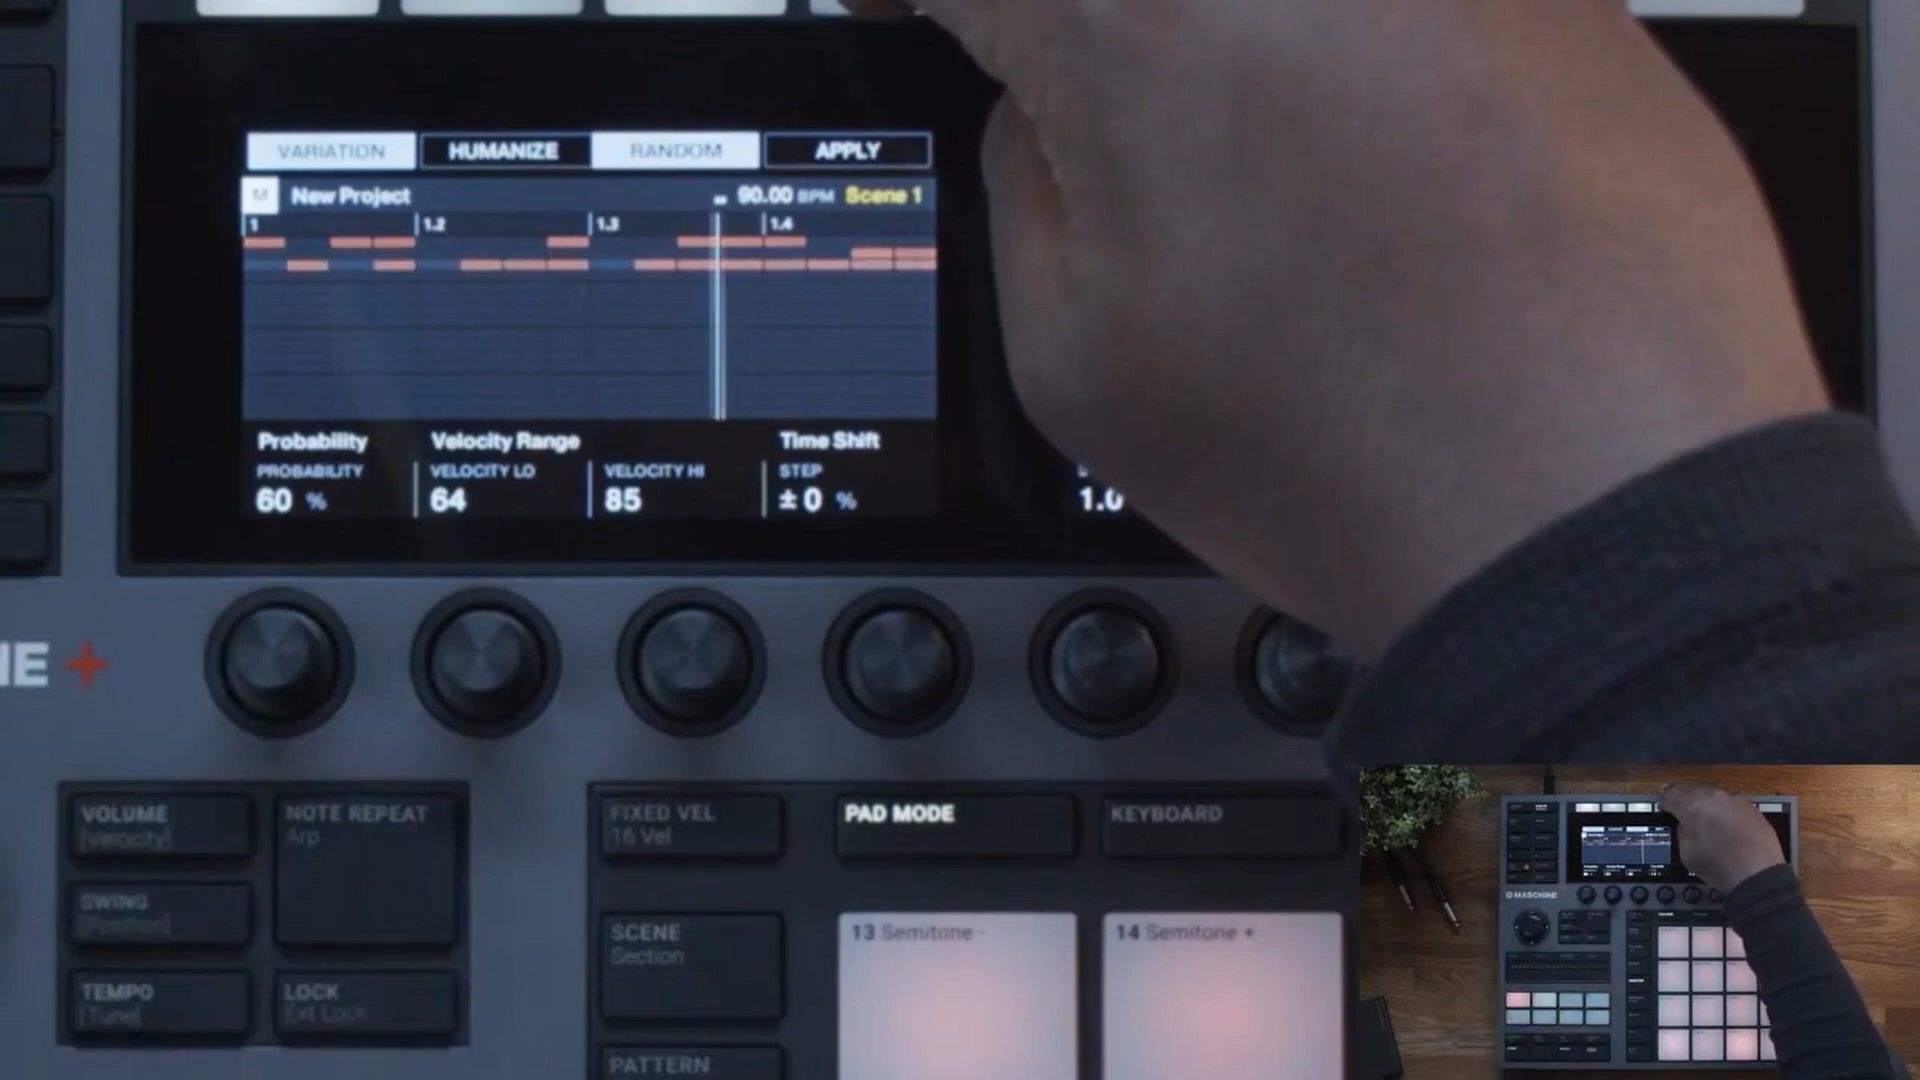 VARIATION HUMANIZE RANDOM APPLY
M New Project 90.00 BPM Scene 1
1 1.2 1.3 1.4
Probability Velocity Range Time Shift
PROBABILITY VELOCITY LO VELOCITY HI STEP
60 % 64 85 ± 0 % 1.0
NE +
VOLUME NOTE REPEAT FIXED VEL PAD MODE KEYBOARD
[Velocity] Arp 16 Vel
SWING
[Position]
SCENE 13 Semitone - 14 Semitone +
Section
TEMPO LOCK
[Tune] Ext Lock
PATTERN
MASCHINE